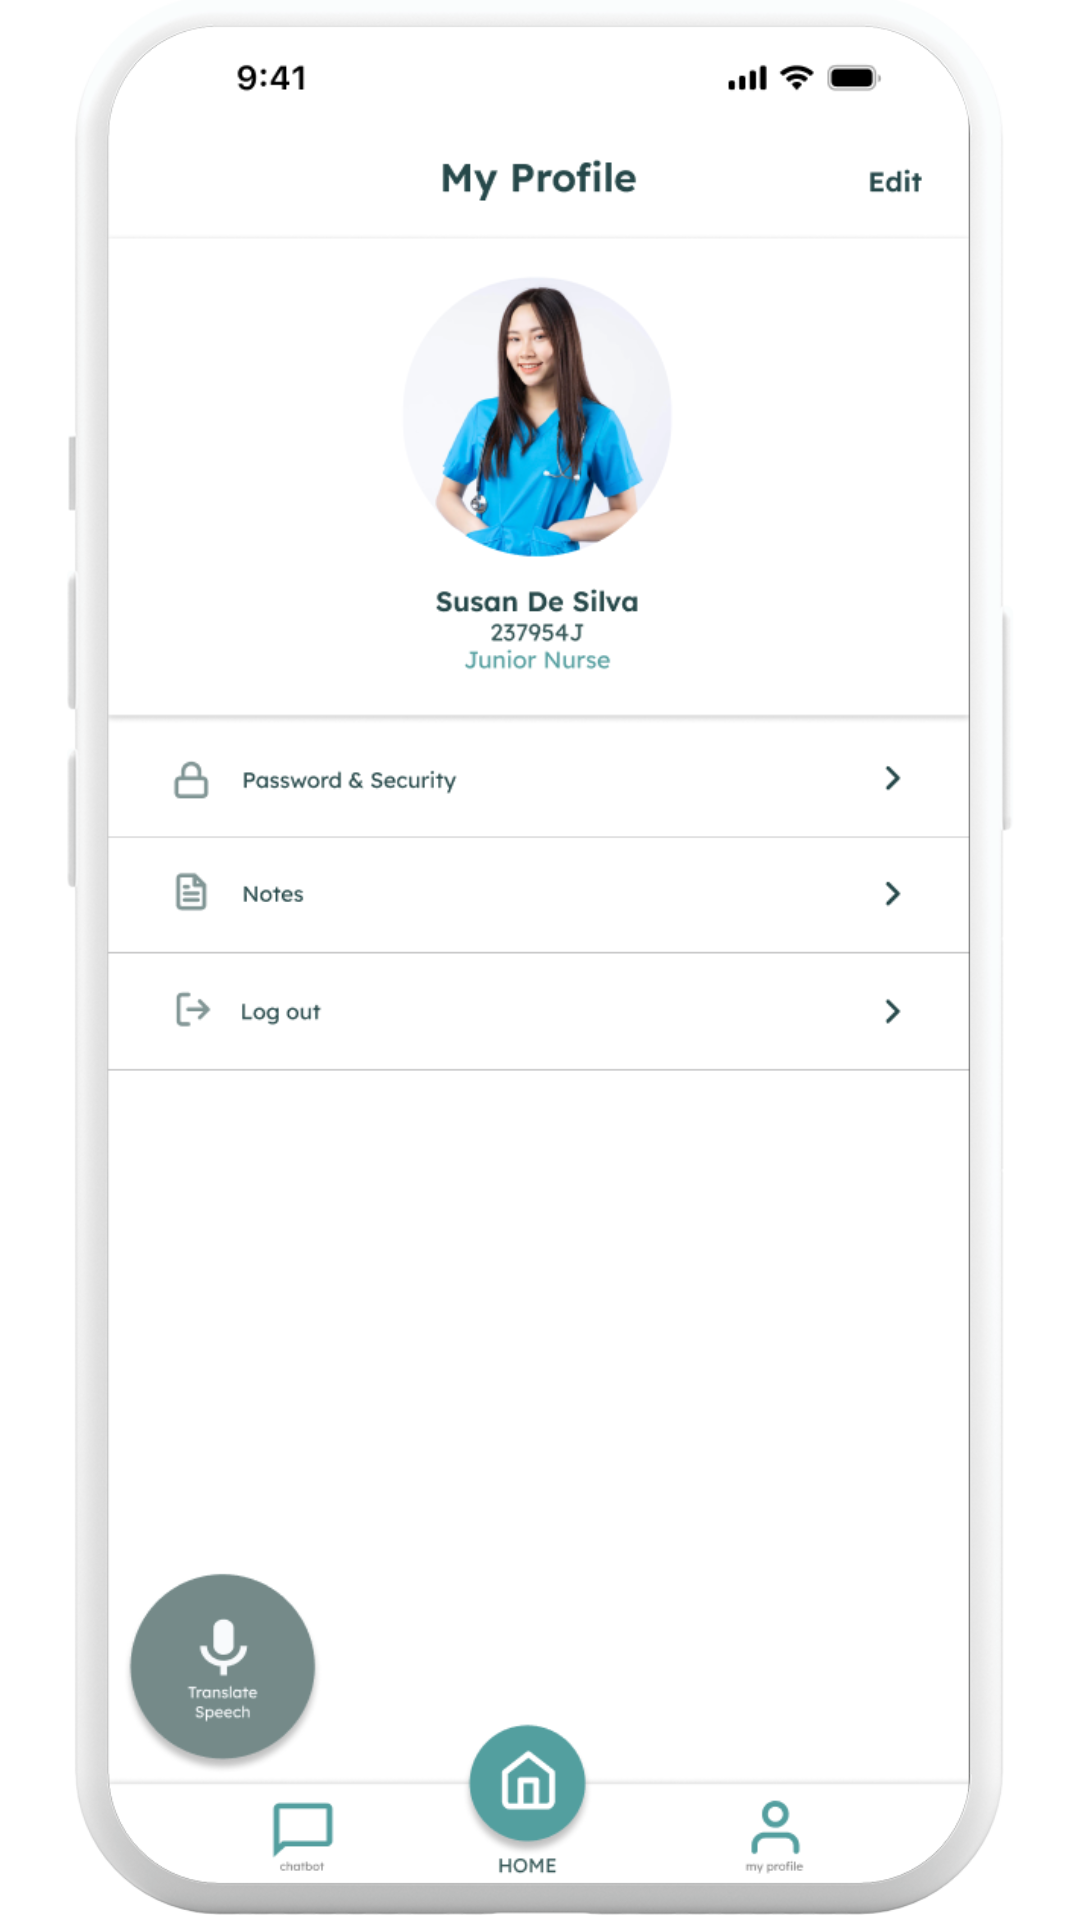 9:41
My Profile
Edit
Susan De Silva
237954J
Junior Nurse
Password & Security
Notes
Log out
Translate
Speech
chatbot
HOME
my profile